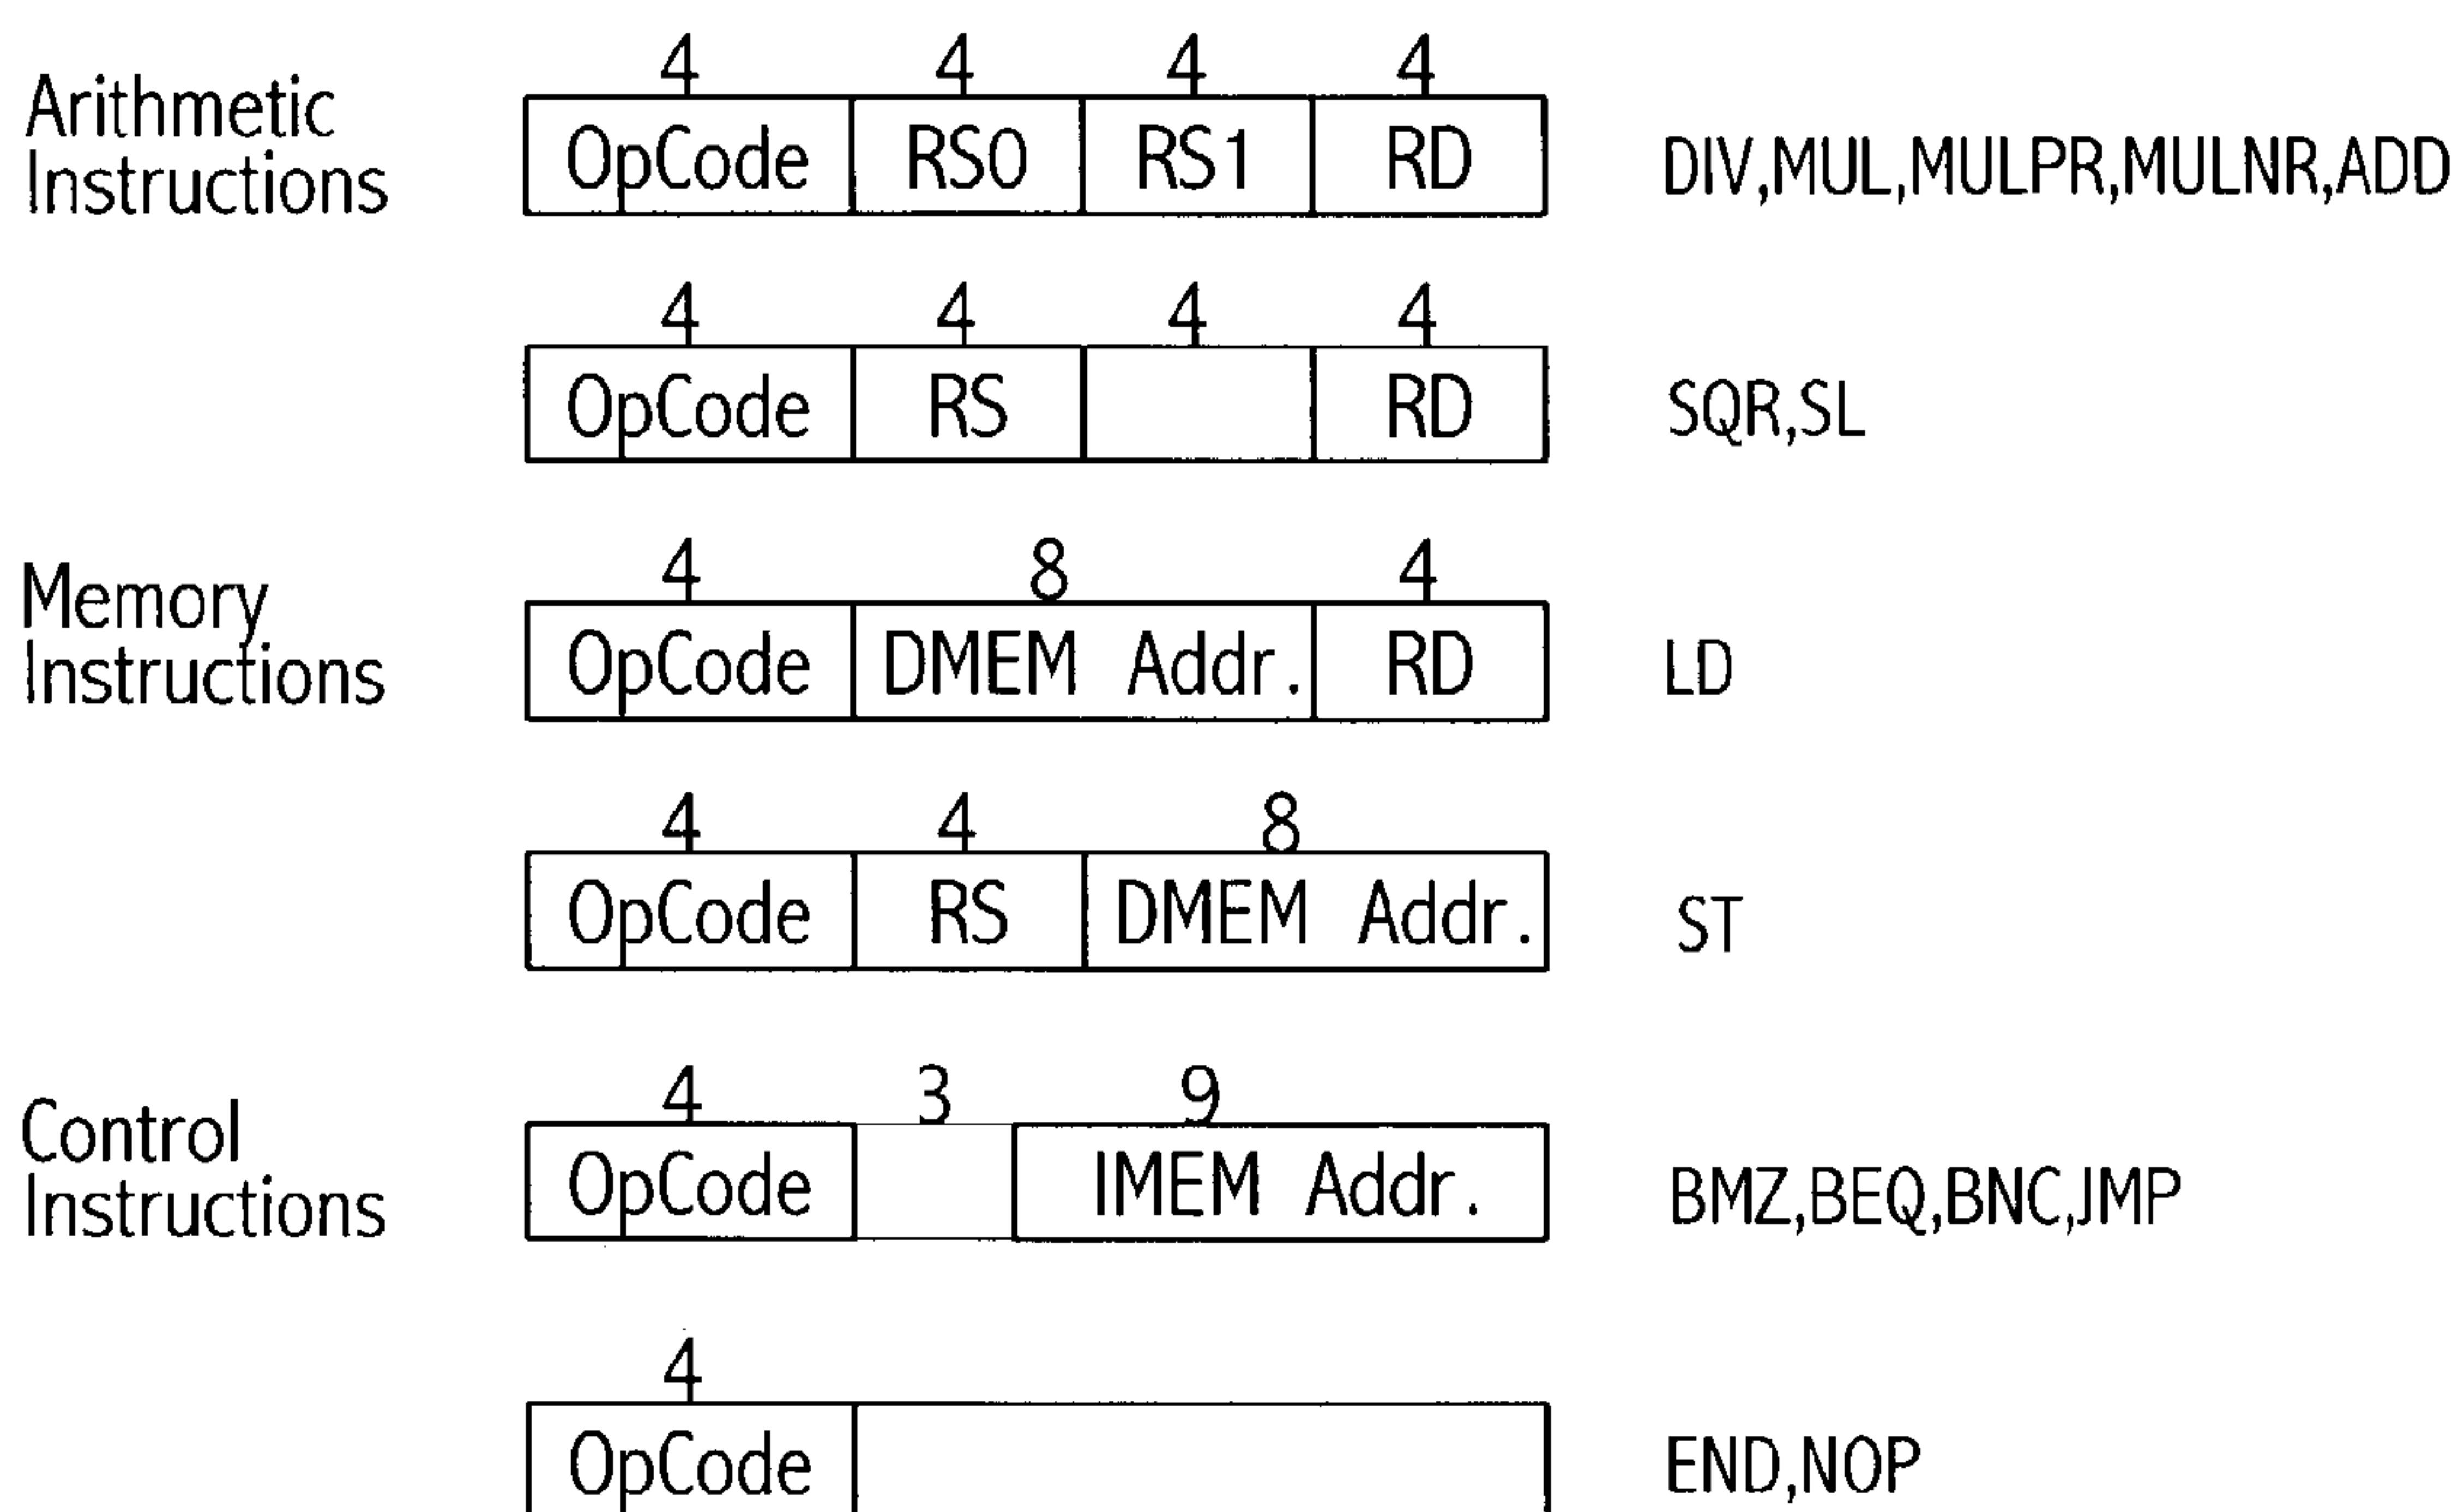 4 4 4 4
Arithmetic
Instructions
OpCode RS0 RS1 RD
DIV,MUL,MULPR,MULNR,ADD
4 4 4 4
OpCode RS RD
SQR,SL
4 8 4
Memory
Instructions
OpCode DMEM Addr. RD
LD
4 4 8
OpCode RS DMEM Addr.
ST
4 3 9
Control
Instructions
OpCode IMEM Addr.
BMZ,BEQ,BNC,JMP
4
OpCode
END,NOP